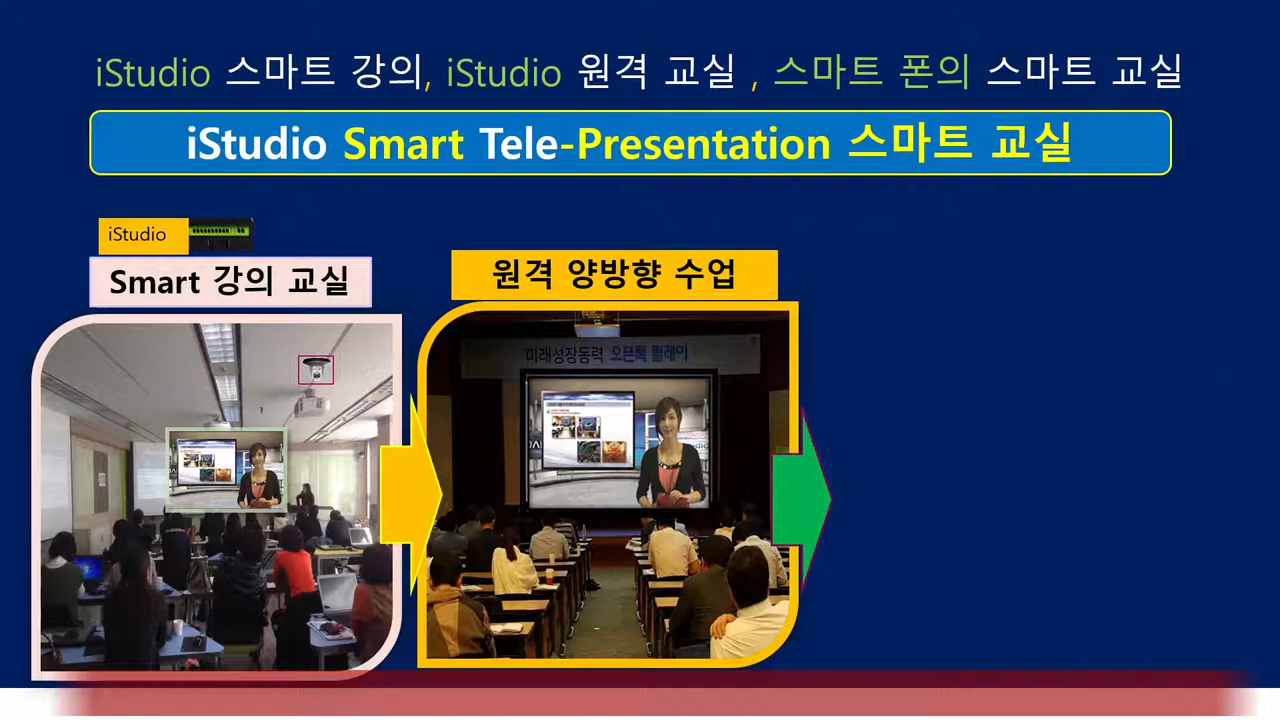 iStudio 스마트 강의, iStudio 원격 교실 , 스마트 폰의 스마트 교실
iStudio Smart Tele-Presentation 스마트 교실
iStudio
Smart 강의 교실
원격 양방향 수업
미래성장동력 오픈톡 릴레이